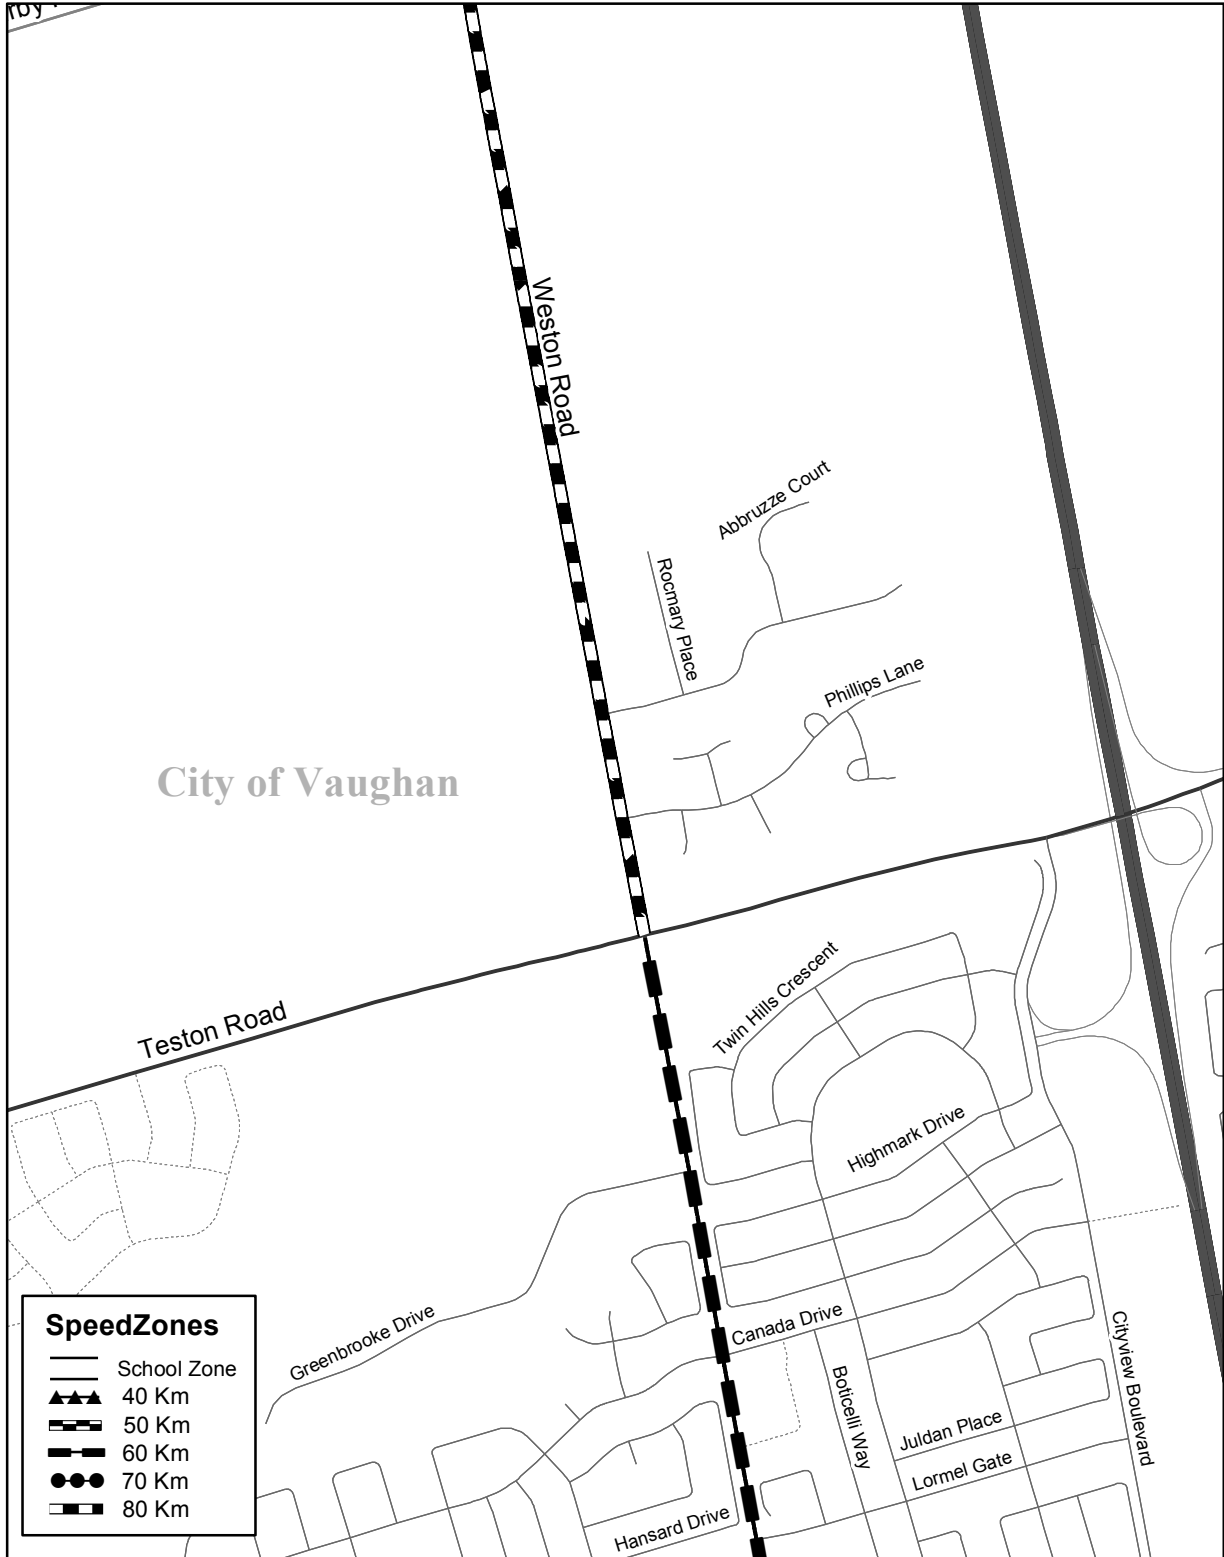 Weston Road
Abbruzze Court
Rocmary Place
Phillips Lane
City of Vaughan
Teston Road
Twin Hills Crescent
Highmark Drive
Greenbrooke Drive
Canada Drive
Cityview Boulevard
Boticelli Way
Juldan Place
Lormel Gate
Hansard Drive
SpeedZones
School Zone
40 Km
50 Km
60 Km
70 Km
80 Km